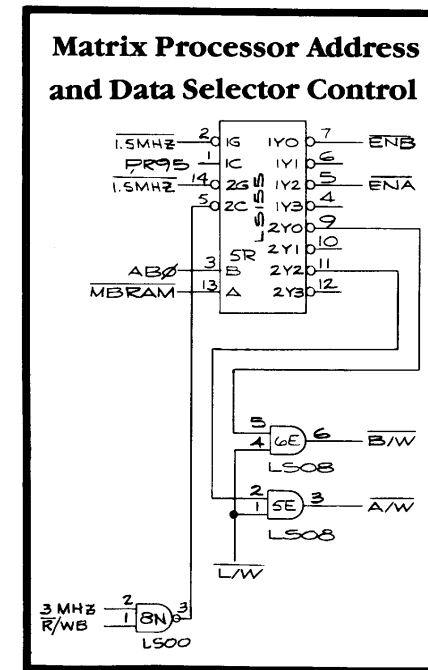 Matrix Processor Address
and Data Selector Control
1.5MHZ 2 1G 1Y0 7 ENB
PR95 1 1C 1Y1 6
1.5MHZ 14 2G 1Y2 5 ENA
5 2C 1Y3 4
LS155
2Y0 9
5R 2Y1 10
ABØ 3 B 2Y2 11
MBRAM 13 A 2Y3 12
5
4 6E 6 B/W
LS08
2
1 5E 3 A/W
LS08
L/W
3 MHZ 2
R/WB 1 8N 3
LS00